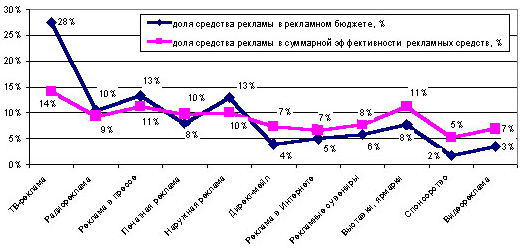 30%
25%
20%
15%
10%
5%
0%
доля средства рекламы в рекламном бюджете, %
доля средства рекламы в суммарной эффективности рекламных средств, %
28%
14%
10%
9%
13%
11%
10%
8%
13%
10%
7%
4%
7%
5%
8%
6%
11%
8%
5%
2%
7%
3%
ТВ-реклама
Радиореклама
Реклама в прессе
Печатная реклама
Наружная реклама
Директ-мейл
Реклама в Интернете
Рекламные сувениры
Выставки, ярмарки
Спонсорство
Видеореклама